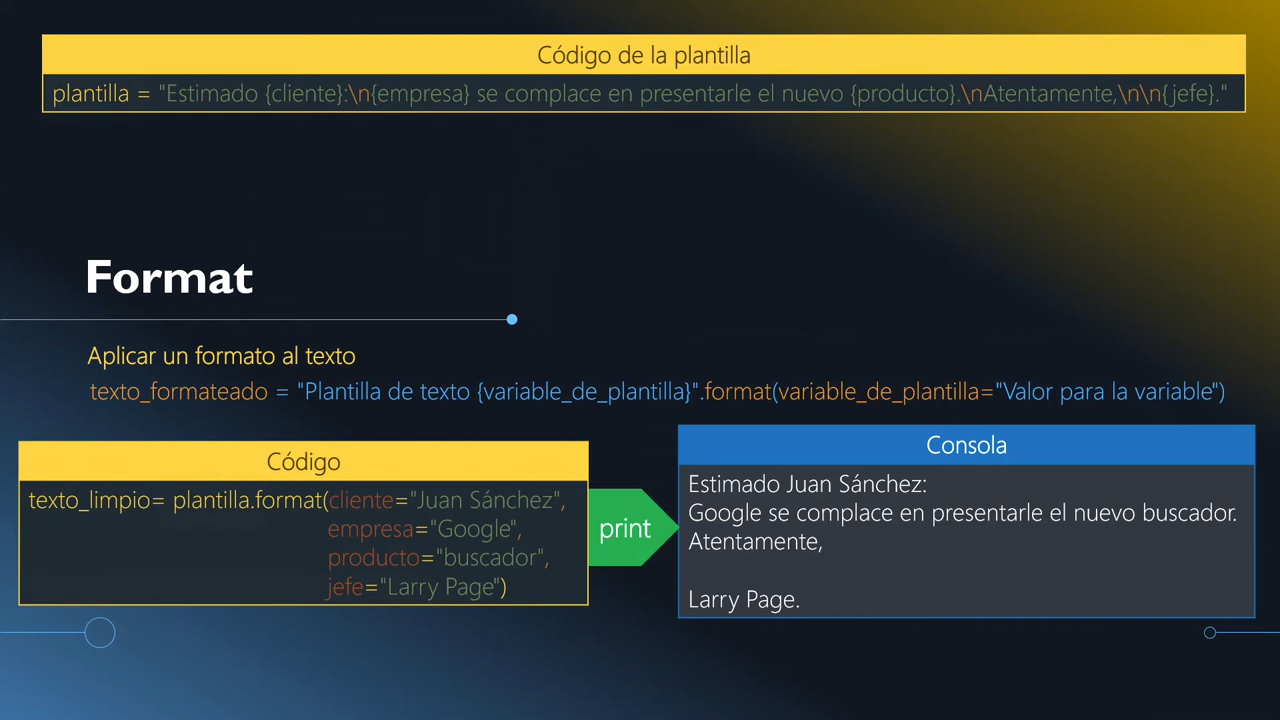 Código de la plantilla
plantilla = "Estimado {cliente}:\n{empresa} se complace en presentarle el nuevo {producto}.\nAtentamente,\n\n{jefe}."
Format
Aplicar un formato al texto
texto_formateado = "Plantilla de texto {variable_de_plantilla}".format(variable_de_plantilla="Valor para la variable")
Código
texto_limpio= plantilla.format(cliente="Juan Sánchez",
empresa="Google",
producto="buscador",
jefe="Larry Page")
print
Consola
Estimado Juan Sánchez:
Google se complace en presentarle el nuevo buscador.
Atentamente,
Larry Page.